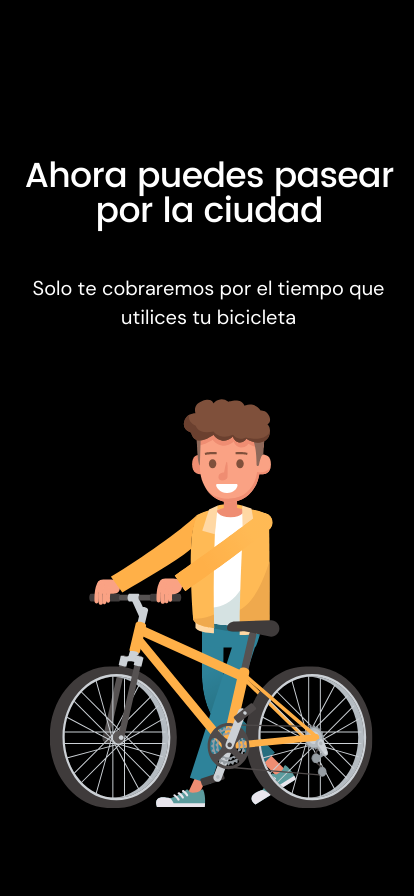 Ahora puedes pasear
por la ciudad
Solo te cobraremos por el tiempo que
utilices tu bicicleta